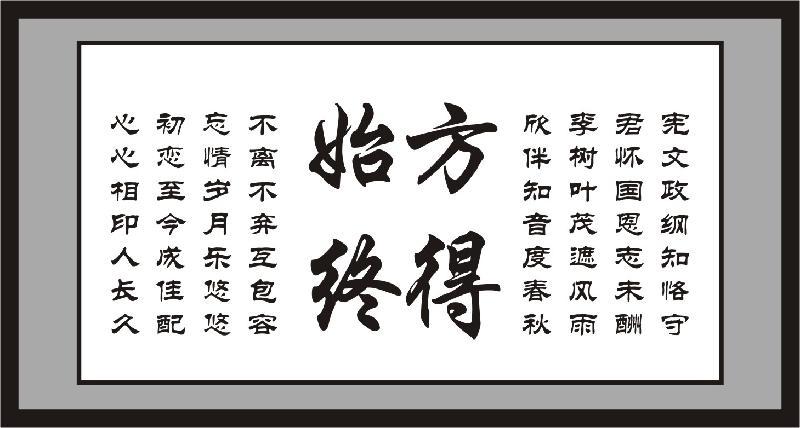 宪文政纲知恪守
君怀国恩志未酬
李树叶茂遮风雨
欣伴知音度春秋
方得
始终
不离不弃互包容
忘情岁月乐悠悠
初恋至今成佳配
心心相印人长久